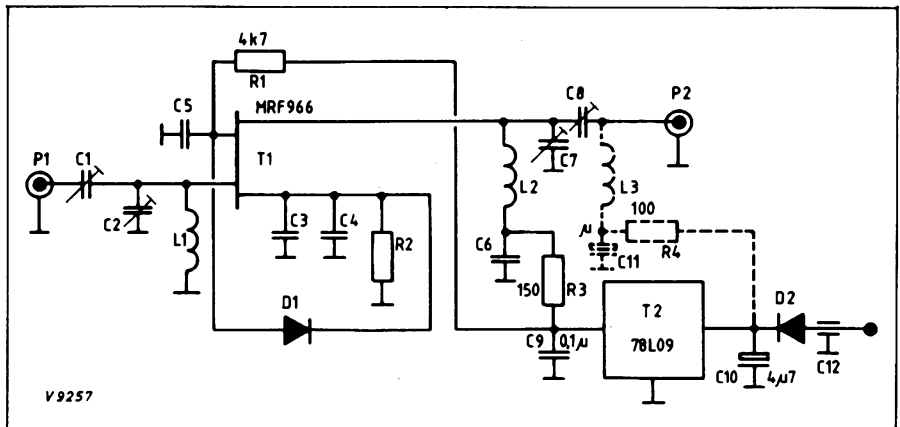 4k7
R1
MRF966
C5
C8
P2
P1
C1
T1
C7
C2
L1
C3
C4
R2
L2
L3
100
µ
C11
R4
C6
150
R3
D1
T2
78L09
D2
C9
0,1µ
C10
4µ7
C12
V9257